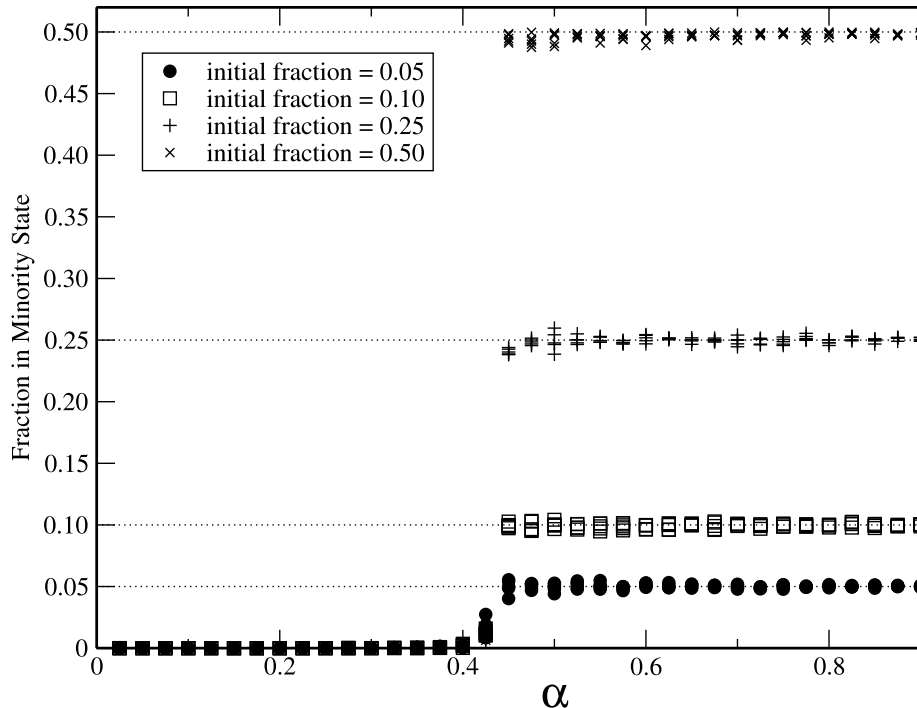 0.50
initial fraction = 0.05
0.45
initial fraction = 0.10
initial fraction = 0.25
0.40
initial fraction = 0.50
0.35
0.30
0.25
0.20
0.15
0.10
0.05
0
Fraction in Minority State
0 0.2 0.4 0.6 0.8
α